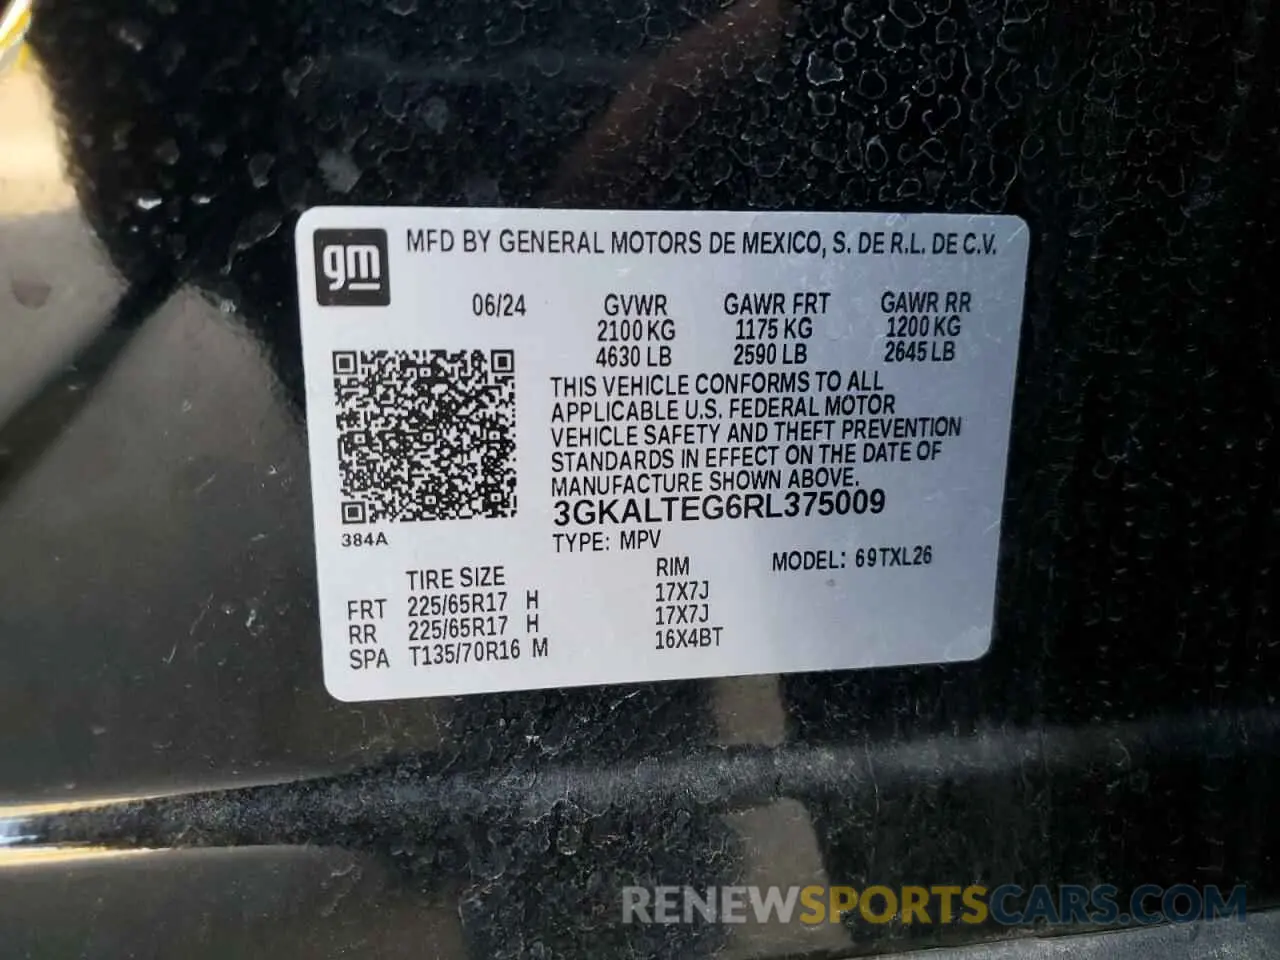 gm
MFD BY GENERAL MOTORS DE MEXICO, S. DE R.L. DE C.V.
06/24 GVWR GAWR FRT GAWR RR
2100 KG 1175 KG 1200 KG
4630 LB 2590 LB 2645 LB
THIS VEHICLE CONFORMS TO ALL
APPLICABLE U.S. FEDERAL MOTOR
VEHICLE SAFETY AND THEFT PREVENTION
STANDARDS IN EFFECT ON THE DATE OF
MANUFACTURE SHOWN ABOVE.
3GKALTEG6RL375009
384A
TYPE: MPV MODEL: 69TXL26
TIRE SIZE RIM
FRT 225/65R17 H 17X7J
RR 225/65R17 H 17X7J
SPA T135/70R16 M 16X4BT
RENEWSPORTSCARS.COM